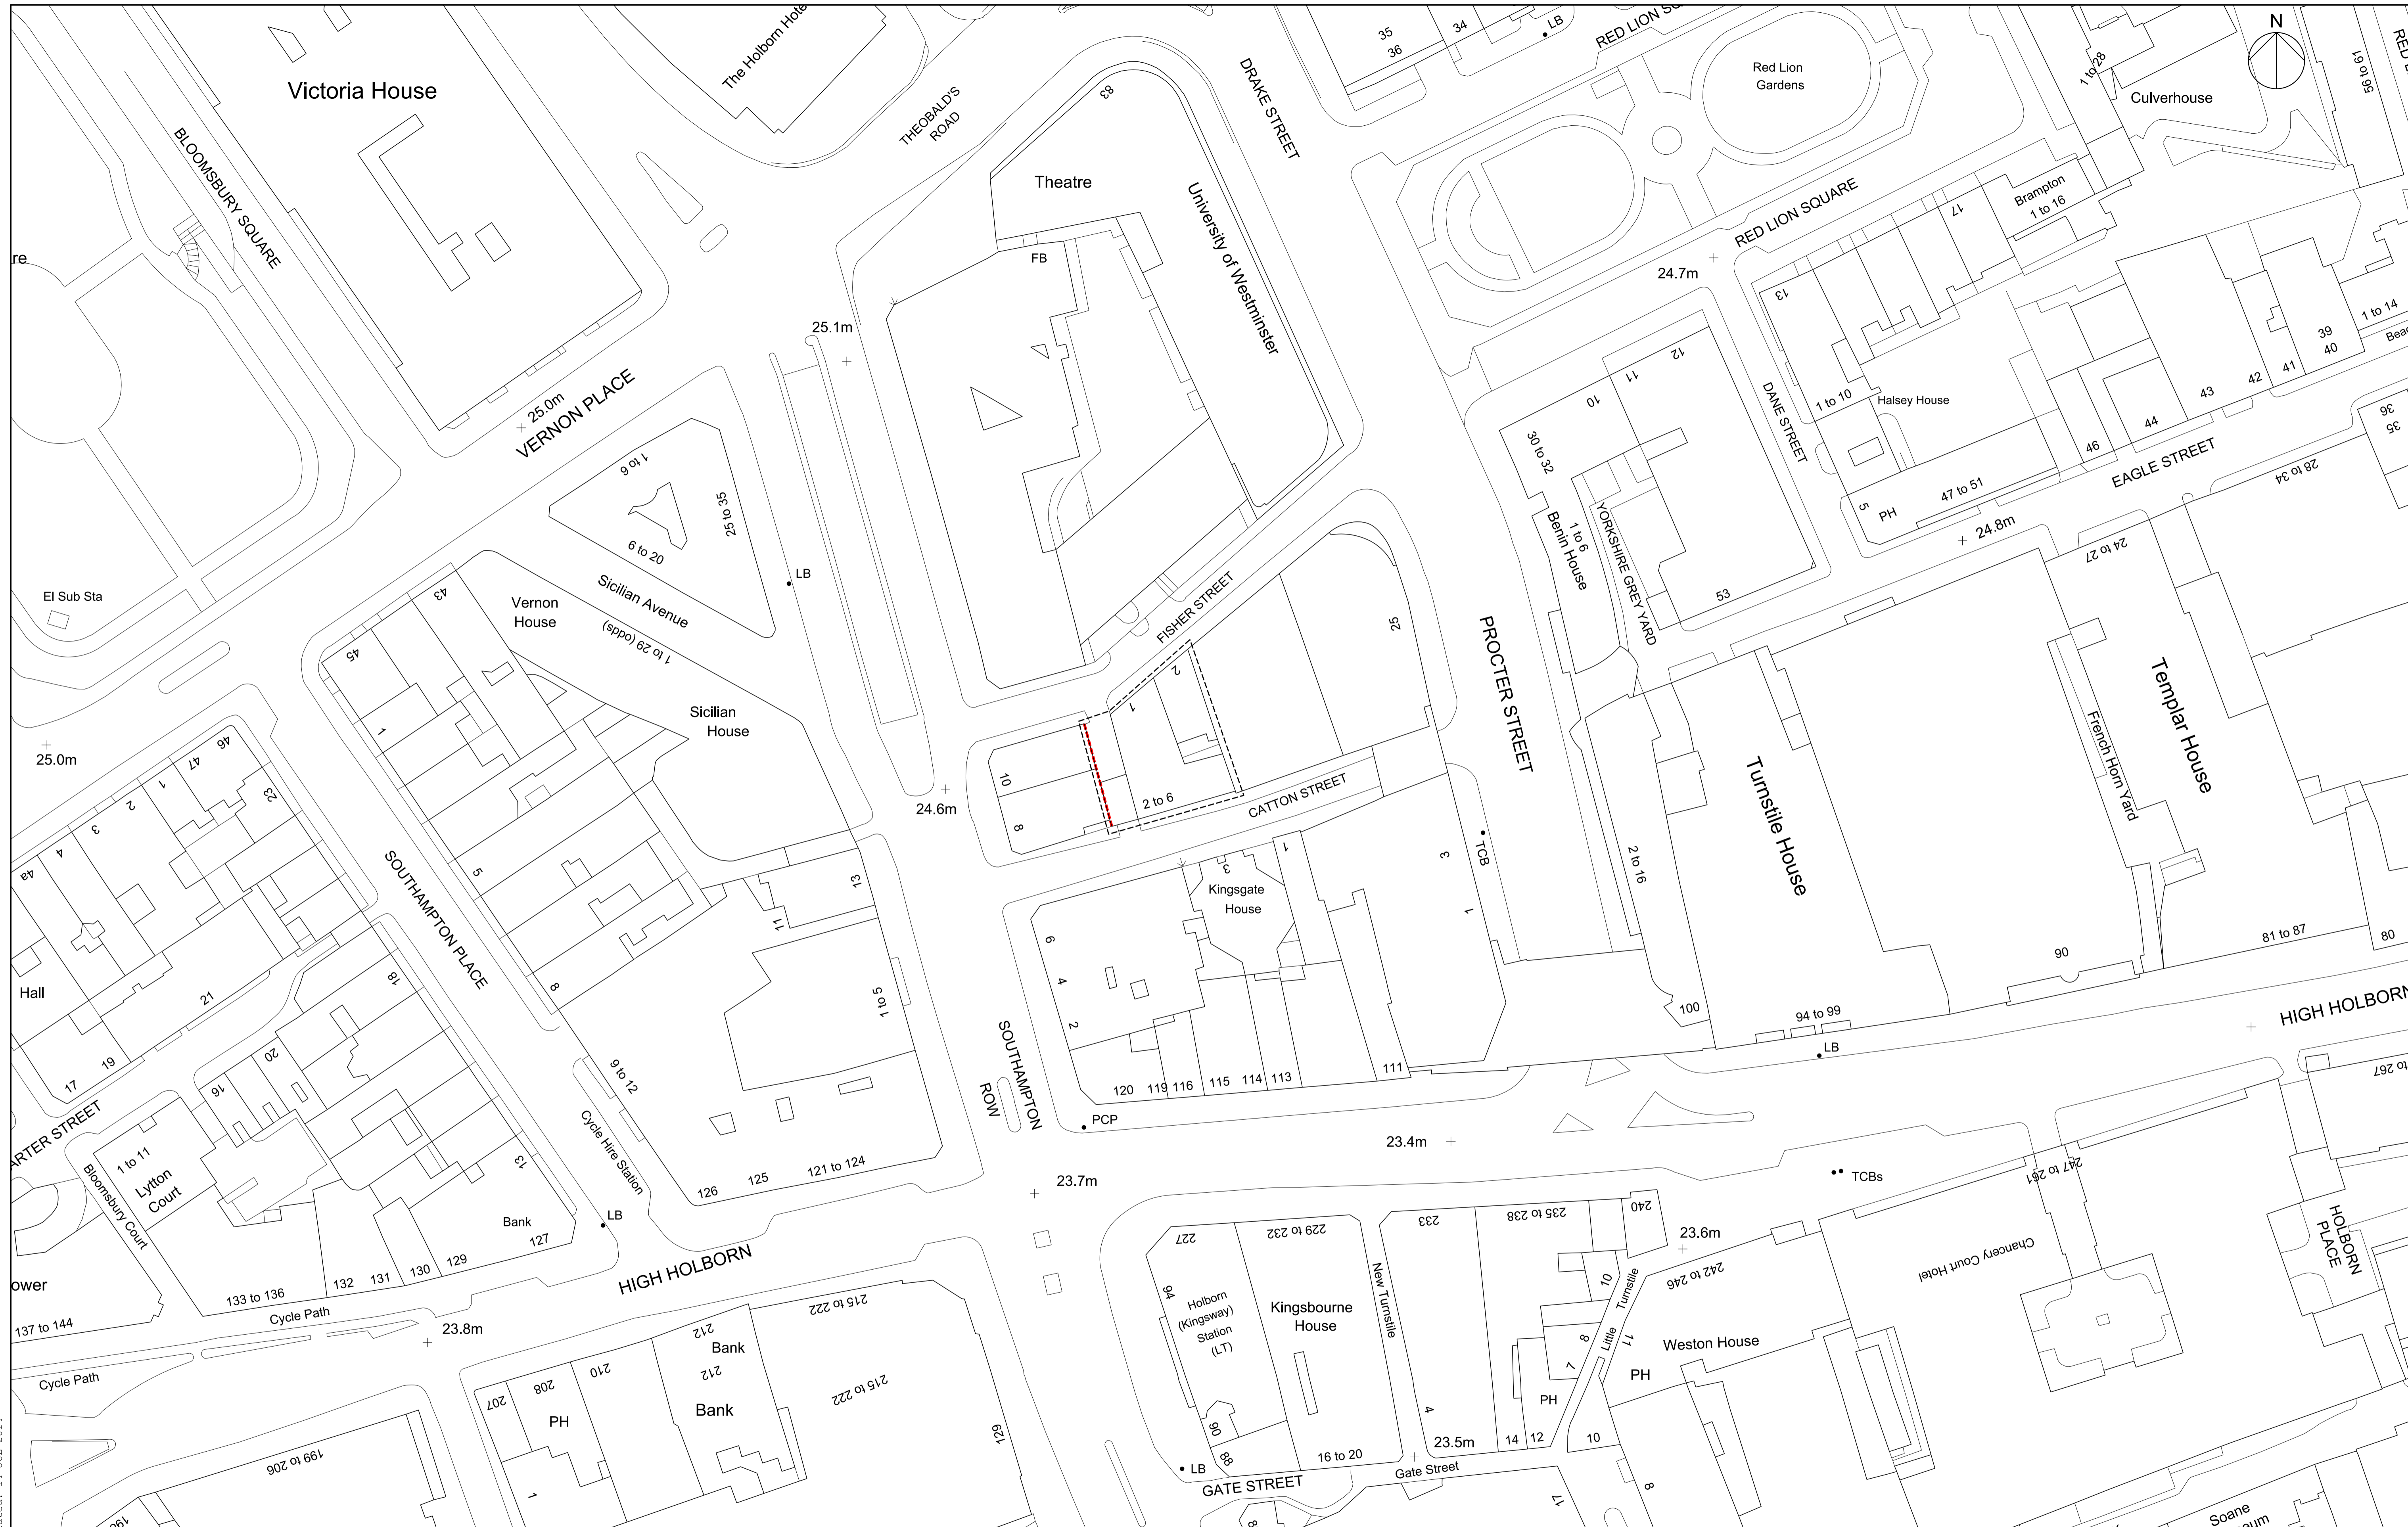 The Holborn Hotel
35
36
34
LB
RED LION SQ
N
1 to 28
Culverhouse
56 to 61
RED L
Victoria House
BLOOMSBURY SQUARE
THEOBALD'S
ROAD
83
DRAKE STREET
Red Lion
Gardens
Theatre
University of Westminster
FB
re
RED LION SQUARE
17
Brampton
1 to 16
24.7m
13
25.1m
39
40
1 to 14
Bea
25.0m
VERNON PLACE
12
11
10
DANE STREET
1 to 10
Halsey House
41
42
43
44
46
36
35
EAGLE STREET
28 to 34
47 to 51
5
PH
24.8m
24 to 27
1 to 6
25 to 35
6 to 20
30 to 32
1 to 6
Benin House
YORKSHIRE GREY YARD
53
LB
El Sub Sta
43
Vernon
House
Sicilian Avenue
1 to 29 (odds)
45
1
FISHER STREET
25
PROCTER STREET
2
1
Sicilian
House
46
47
1
2
3
4
4a
23
25.0m
24.6m
10
8
2 to 6
CATTON STREET
Turnstile House
French Horn Yard
Templar House
2 to 16
TCB
3
1
SOUTHAMPTON PLACE
5
13
11
3
Kingsgate
House
1
6
4
2
8
18
1 to 5
Hall
21
90
81 to 87
80
HIGH HOLBORN
100
94 to 99
LB
SOUTHAMPTON
ROW
120
119
116
115
114
113
111
PCP
9 to 12
Cycle Hire Station
17
19
20
16
ARTER STREET
1 to 11
Lytton
Court
Bloomsbury Court
13
Bank
127
LB
126
125
121 to 124
23.4m
23.7m
TCBs
247 to 261
267
HOLBORN
PLACE
ower
133 to 136
132
131
130
129
HIGH HOLBORN
137 to 144
Cycle Path
23.8m
Cycle Path
227
229 to 232
233
235 to 238
240
23.6m
94
Holborn
(Kingsway)
Station
(LT)
Kingsbourne
House
New Turnstile
10
Little Turnstile
242 to 246
Chancery Court Hotel
8
7
11
Weston House
PH
PH
215 to 222
212
Bank
212
Bank
210
208
207
PH
215 to 222
129
90
88
4
23.5m
14
12
10
16 to 20
LB
GATE STREET
Gate Street
199 to 206
1
17
8
Soane